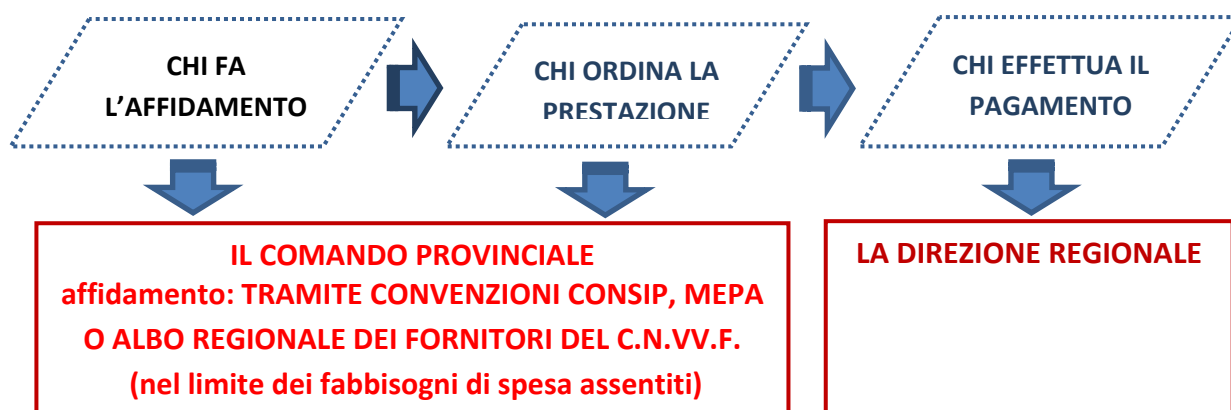 CHI FA
L’AFFIDAMENTO
CHI ORDINA LA
PRESTAZIONE
CHI EFFETTUA IL
PAGAMENTO
IL COMANDO PROVINCIALE
affidamento: TRAMITE CONVENZIONI CONSIP, MEPA
O ALBO REGIONALE DEI FORNITORI DEL C.N.VV.F.
(nel limite dei fabbisogni di spesa assentiti)
LA DIREZIONE REGIONALE